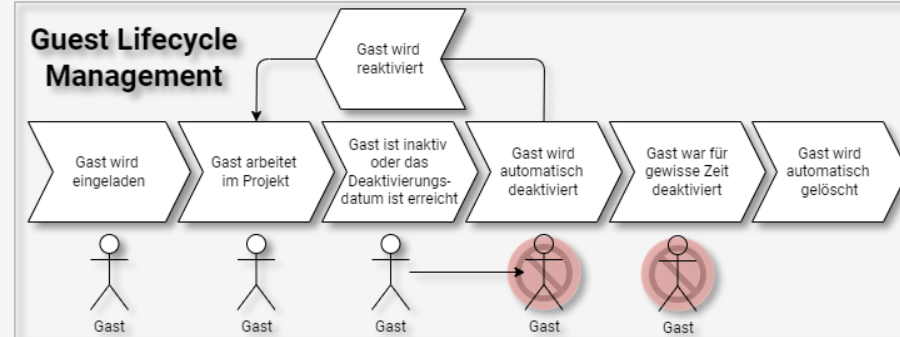 Guest Lifecycle
Management
Gast wird
reaktiviert
Gast wird
eingeladen
Gast arbeitet
im Projekt
Gast ist inaktiv
oder das
Deaktivierungs-
datum ist erreicht
Gast wird
automatisch
deaktiviert
Gast war für
gewisse Zeit
deaktiviert
Gast wird
automatisch
gelöscht
Gast
Gast
Gast
Gast
Gast